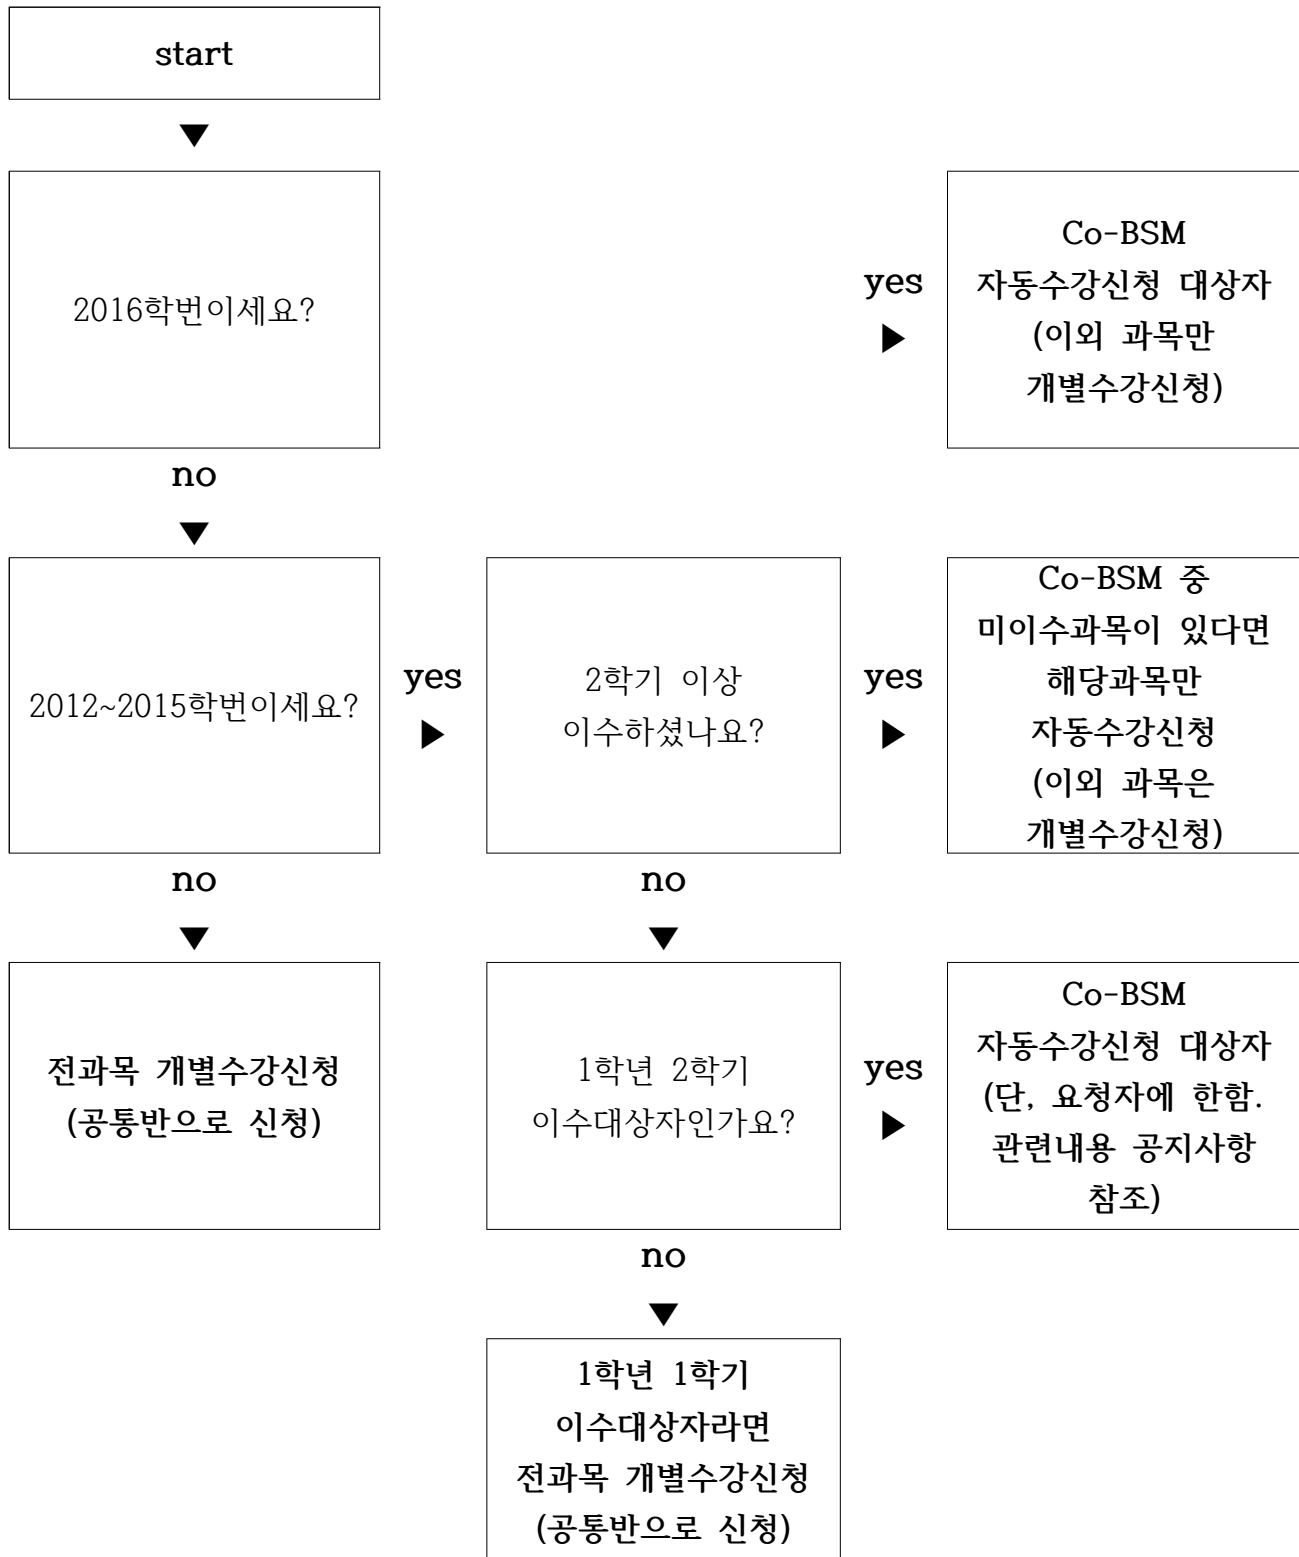 start
▼
2016학번이세요?
yes
▶
Co-BSM
자동수강신청 대상자
(이외 과목만
개별수강신청)
no
▼
2012~2015학번이세요?
yes
▶
2학기 이상
이수하셨나요?
yes
▶
Co-BSM 중
미이수과목이 있다면
해당과목만
자동수강신청
(이외 과목은
개별수강신청)
no
▼
no
▼
전과목 개별수강신청
(공통반으로 신청)
1학년 2학기
이수대상자인가요?
yes
▶
Co-BSM
자동수강신청 대상자
(단, 요청자에 한함.
관련내용 공지사항
참조)
no
▼
1학년 1학기
이수대상자라면
전과목 개별수강신청
(공통반으로 신청)